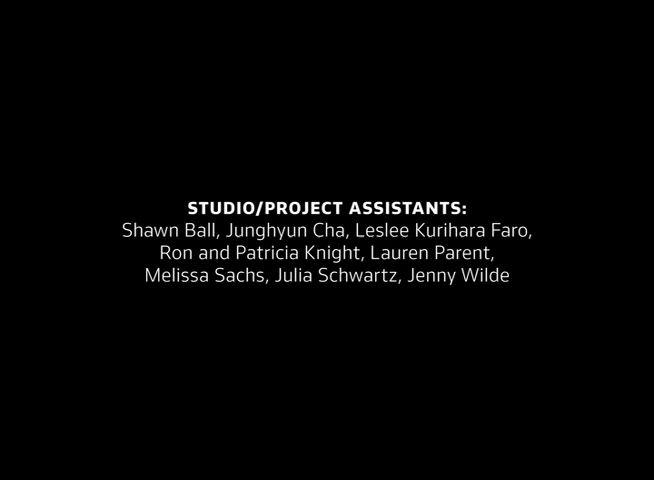 STUDIO/PROJECT ASSISTANTS:
Shawn Ball, Junghyun Cha, Leslee Kurihara Faro,
Ron and Patricia Knight, Lauren Parent,
Melissa Sachs, Julia Schwartz, Jenny Wilde